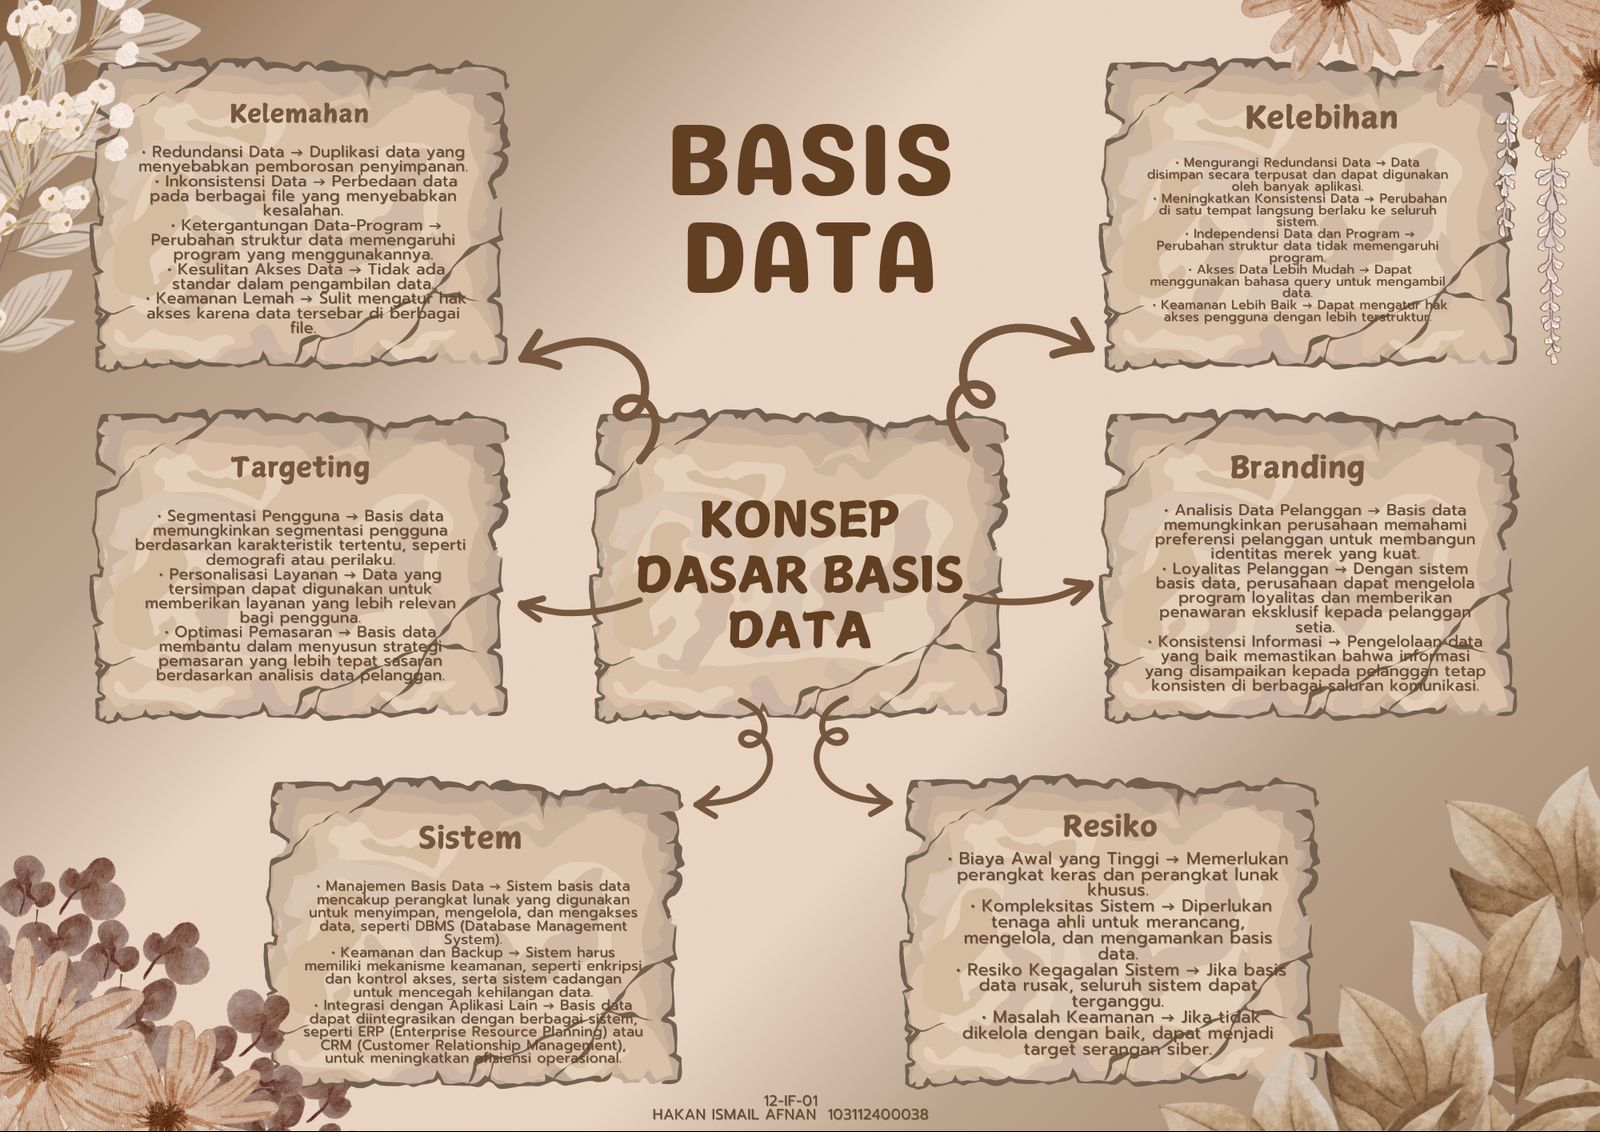 BASIS
DATA
Kelemahan
• Redundansi Data → Duplikasi data yang
menyebabkan pemborosan penyimpanan.
• Inkonsistensi Data → Perbedaan data
pada berbagai file yang menyebabkan
kesalahan.
• Ketergantungan Data-Program →
Perubahan struktur data memengaruhi
program yang menggunakannya.
• Kesulitan Akses Data → Tidak ada
standar dalam pengambilan data.
• Keamanan Lemah → Sulit mengatur hak
akses karena data tersebar di berbagai
file.
Kelebihan
• Mengurangi Redundansi Data → Data
disimpan secara terpusat dan dapat digunakan
oleh banyak aplikasi.
• Meningkatkan Konsistensi Data → Perubahan
di satu tempat langsung berlaku ke seluruh
sistem.
• Independensi Data dan Program →
Perubahan struktur data tidak memengaruhi
program.
• Akses Data Lebih Mudah → Dapat
menggunakan bahasa query untuk mengambil
data.
• Keamanan Lebih Baik → Dapat mengatur hak
akses pengguna dengan lebih terstruktur.
Targeting
• Segmentasi Pengguna → Basis data
memungkinkan segmentasi pengguna
berdasarkan karakteristik tertentu, seperti
demografi atau perilaku.
• Personalisasi Layanan → Data yang
tersimpan dapat digunakan untuk
memberikan layanan yang lebih relevan
bagi pengguna.
• Optimasi Pemasaran → Basis data
membantu dalam menyusun strategi
pemasaran yang lebih tepat sasaran
berdasarkan analisis data pelanggan.
KONSEP
DASAR BASIS
DATA
Branding
• Analisis Data Pelanggan → Basis data
memungkinkan perusahaan memahami
preferensi pelanggan untuk membangun
identitas merek yang kuat.
• Loyalitas Pelanggan → Dengan sistem
basis data, perusahaan dapat mengelola
program loyalitas dan memberikan
penawaran eksklusif kepada pelanggan
setia.
• Konsistensi Informasi → Pengelolaan data
yang baik memastikan bahwa informasi
yang disampaikan kepada pelanggan tetap
konsisten di berbagai saluran komunikasi.
Sistem
• Manajemen Basis Data → Sistem basis data
mencakup perangkat lunak yang digunakan
untuk menyimpan, mengelola, dan mengakses
data, seperti DBMS (Database Management
System).
• Keamanan dan Backup → Sistem harus
memiliki mekanisme keamanan, seperti enkripsi
dan kontrol akses, serta sistem cadangan
untuk mencegah kehilangan data.
• Integrasi dengan Aplikasi Lain → Basis data
dapat diintegrasikan dengan berbagai sistem,
seperti ERP (Enterprise Resource Planning) atau
CRM (Customer Relationship Management),
untuk meningkatkan efisiensi operasional.
Resiko
• Biaya Awal yang Tinggi → Memerlukan
perangkat keras dan perangkat lunak
khusus.
• Kompleksitas Sistem → Diperlukan
tenaga ahli untuk merancang,
mengelola, dan mengamankan basis
data.
• Resiko Kegagalan Sistem → Jika basis
data rusak, seluruh sistem dapat
terganggu.
• Masalah Keamanan → Jika tidak
dikelola dengan baik, dapat menjadi
target serangan siber.
12-IF-01
HAKAN ISMAIL AFNAN 103112400038